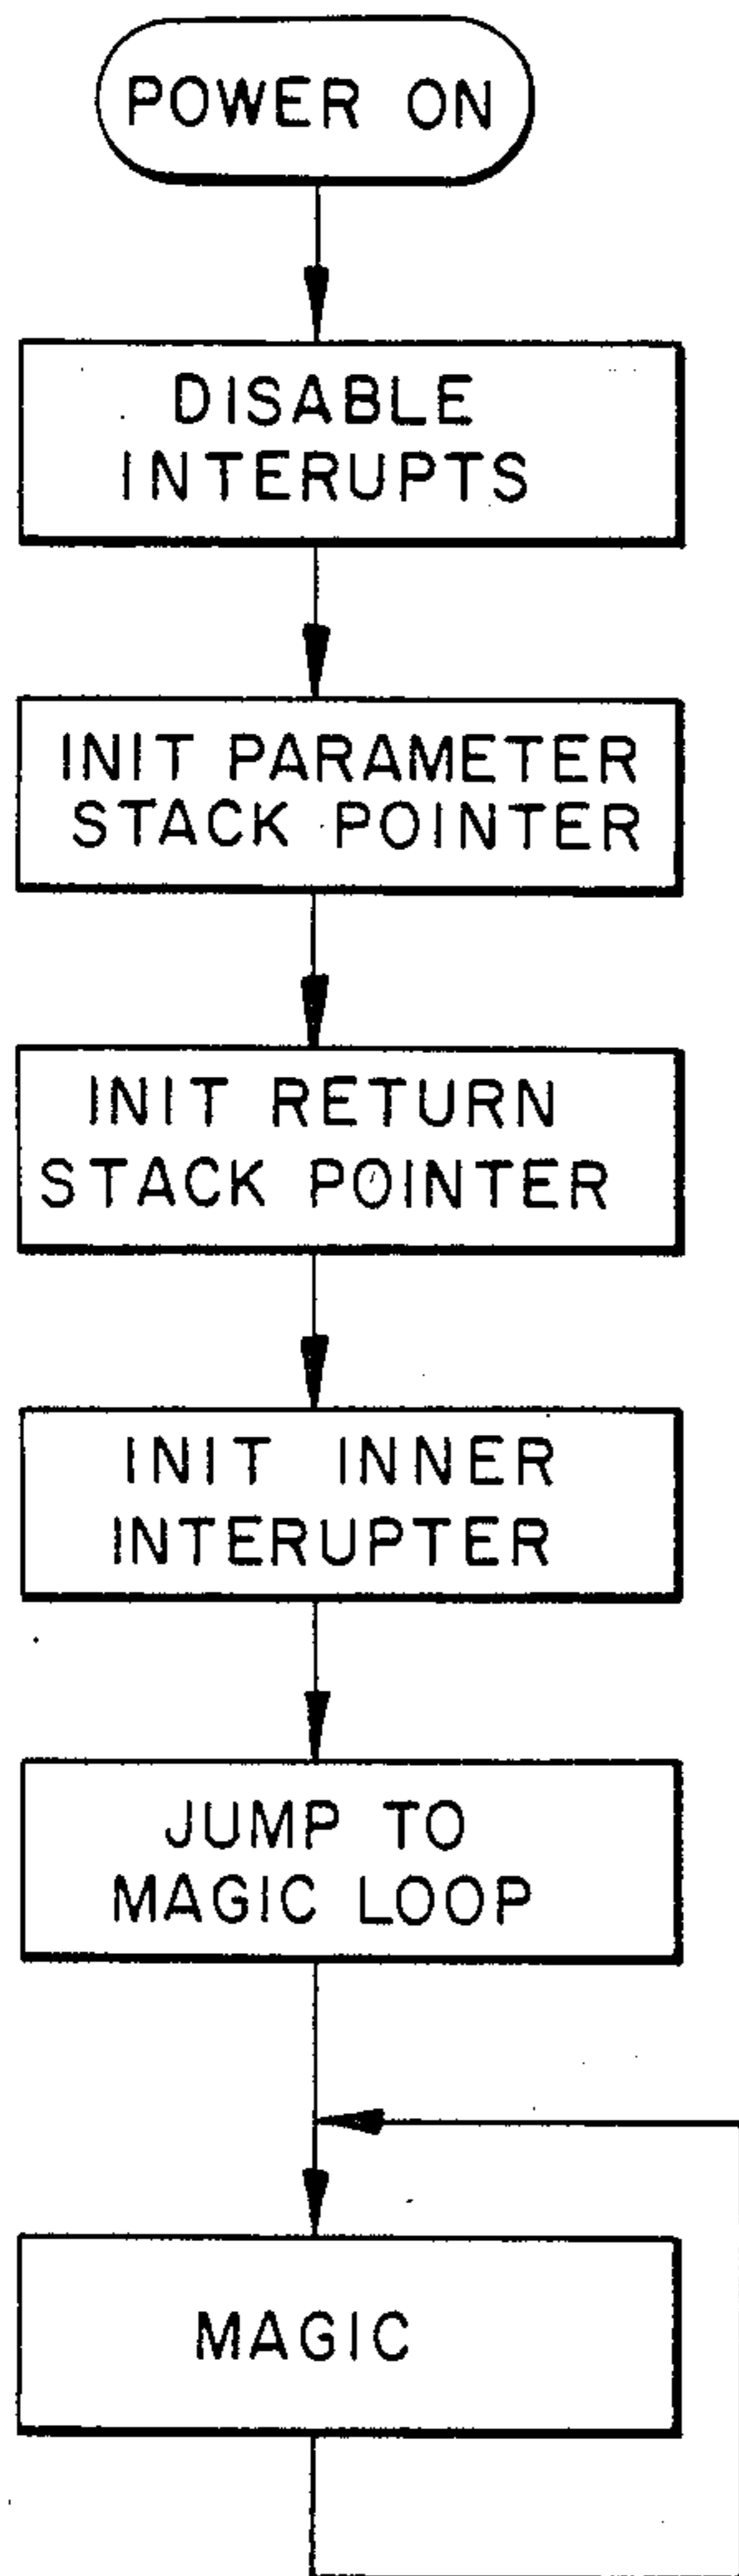 POWER ON
DISABLE
INTERUPTS
INIT PARAMETER
STACK POINTER
INIT RETURN
STACK POINTER
INIT INNER
INTERUPTER
JUMP TO
MAGIC LOOP
MAGIC